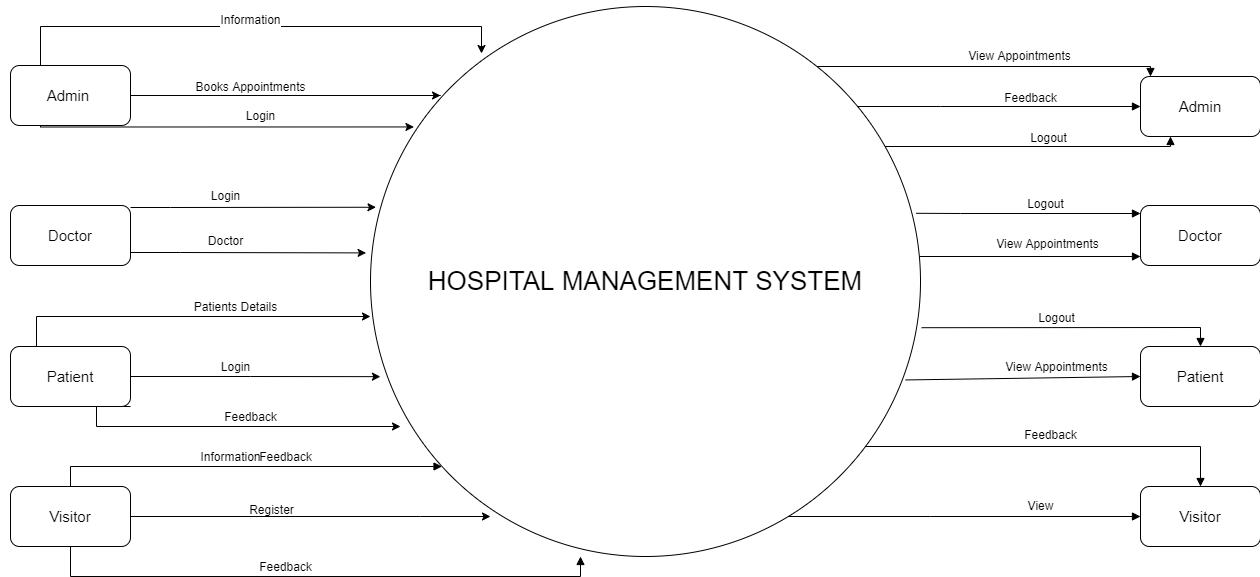 Information
Admin
Books Appointments
Login
Login
Doctor
Doctor
Patients Details
Patient
Login
Feedback
InformationFeedback
Visitor
Register
Feedback
HOSPITAL MANAGEMENT SYSTEM
View Appointments
Feedback
Admin
Logout
Logout
Doctor
View Appointments
Logout
View Appointments
Patient
Feedback
View
Visitor